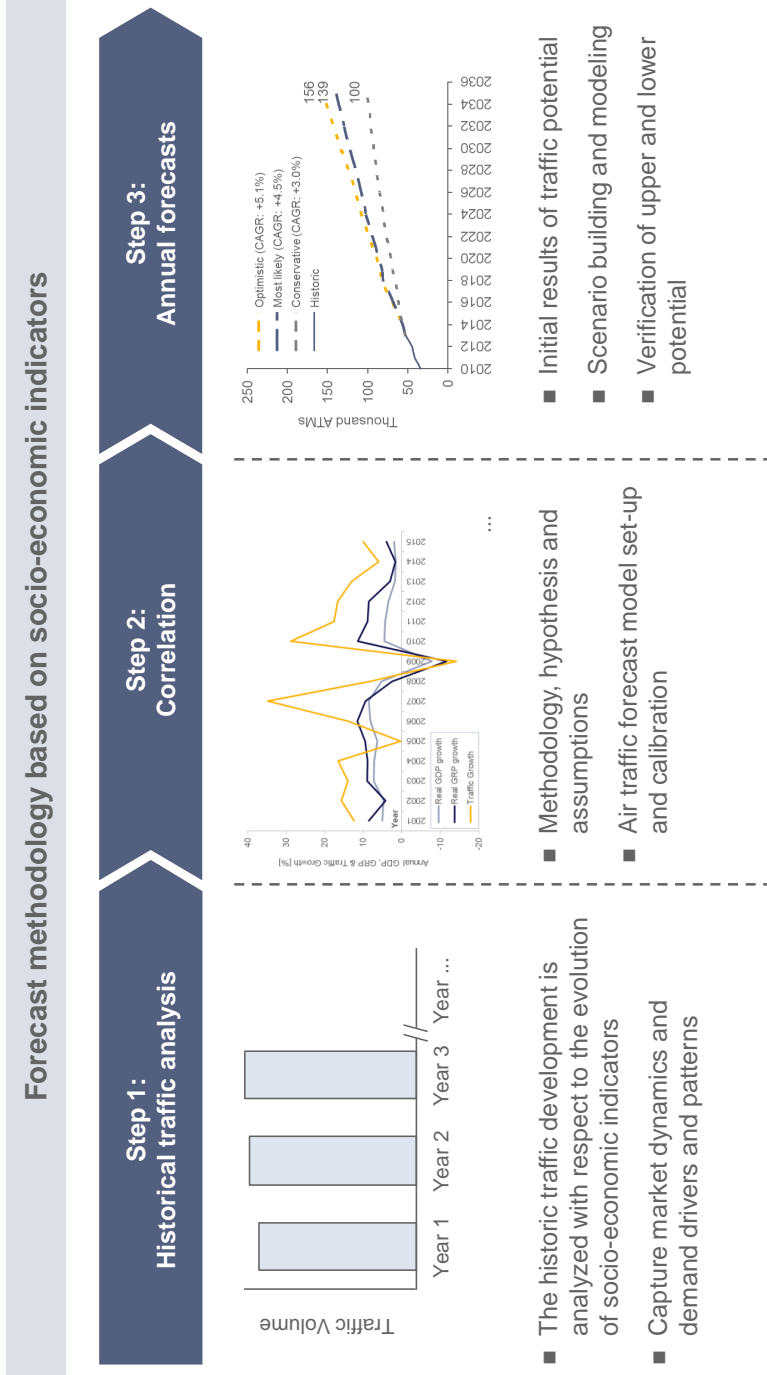 Forecast methodology based on socio-economic indicators
Step 1:
Historical traffic analysis
Traffic Volume
Year 1
Year 2
Year 3
Year ...
■ The historic traffic development is
analyzed with respect to the evolution
of socio-economic indicators
■ Capture market dynamics and
demand drivers and patterns
Step 2:
Correlation
Annual GDP, GRP & Traffic Growth [%]
40
30
20
10
0
-10
-20
Year
2001
2002
2003
2004
2005
2006
2007
2008
2009
2010
2011
2012
2013
2014
2015
Real GDP growth
Real GRP growth
Traffic Growth
...
■ Methodology, hypothesis and
assumptions
■ Air traffic forecast model set-up
and calibration
Step 3:
Annual forecasts
Thousand ATMs
250
200
150
100
50
0
Optimistic (CAGR: +5.1%)
Most likely (CAGR: +4.5%)
Conservative (CAGR: +3.0%)
Historic
156
139
100
2010
2012
2014
2016
2018
2020
2022
2024
2026
2028
2030
2032
2034
2036
■ Initial results of traffic potential
■ Scenario building and modeling
■ Verification of upper and lower
potential